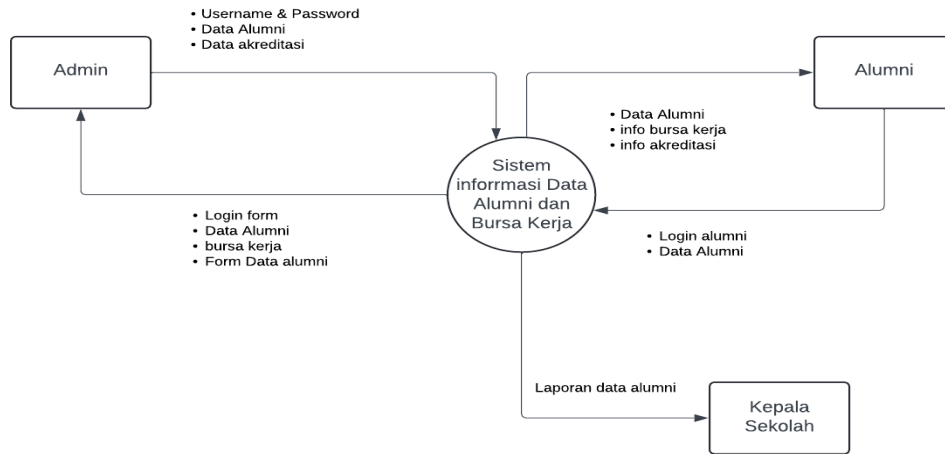 • Username & Password
• Data Alumni
• Data akreditasi
Admin
Alumni
• Data Alumni
• info bursa kerja
• info akreditasi
Sistem
inforrmasi Data
Alumni dan
Bursa Kerja
• Login form
• Data Alumni
• bursa kerja
• Form Data alumni
• Login alumni
• Data Alumni
Laporan data alumni
Kepala
Sekolah